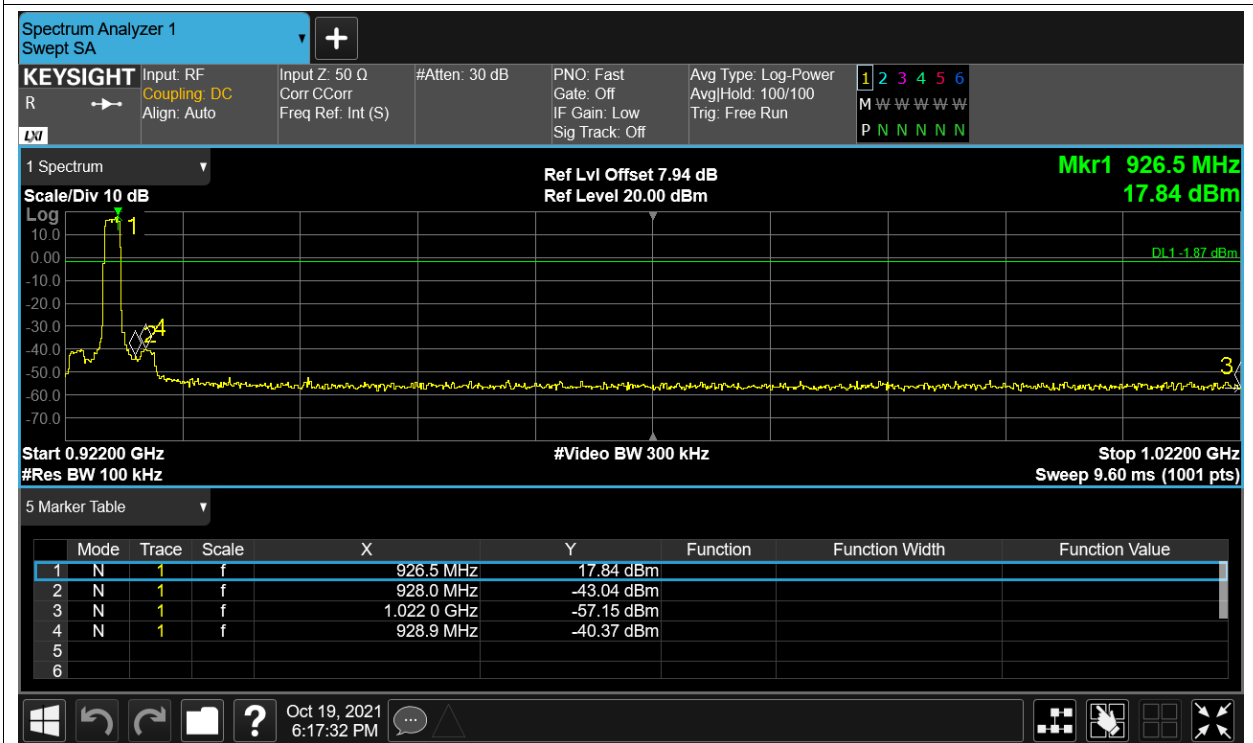 Spectrum Analyzer 1
Swept SA
+
KEYSIGHT Input: RF Input Z: 50 Ω #Atten: 30 dB PNO: Fast Avg Type: Log-Power 1 2 3 4 5 6
R Coupling: DC Corr CCorr Gate: Off Avg|Hold: 100/100 M W W W W W
Align: Auto Freq Ref: Int (S) IF Gain: Low Trig: Free Run
LXI Sig Track: Off P N N N N N
1 Spectrum Ref Lvl Offset 7.94 dB Mkr1 926.5 MHz
Scale/Div 10 dB Ref Level 20.00 dBm 17.84 dBm
Log
1
10.0
0.00 DL1 -1.87 dBm
-10.0
-20.0
-30.0 2 4
-40.0
-50.0 3
-60.0
-70.0
Start 0.92200 GHz #Video BW 300 kHz Stop 1.02200 GHz
#Res BW 100 kHz Sweep 9.60 ms (1001 pts)
5 Marker Table
Mode Trace Scale X Y Function Function Width Function Value
1 N 1 f 926.5 MHz 17.84 dBm
2 N 1 f 928.0 MHz -43.04 dBm
3 N 1 f 1.022 0 GHz -57.15 dBm
4 N 1 f 928.9 MHz -40.37 dBm
5
6
? Oct 19, 2021
6:17:32 PM